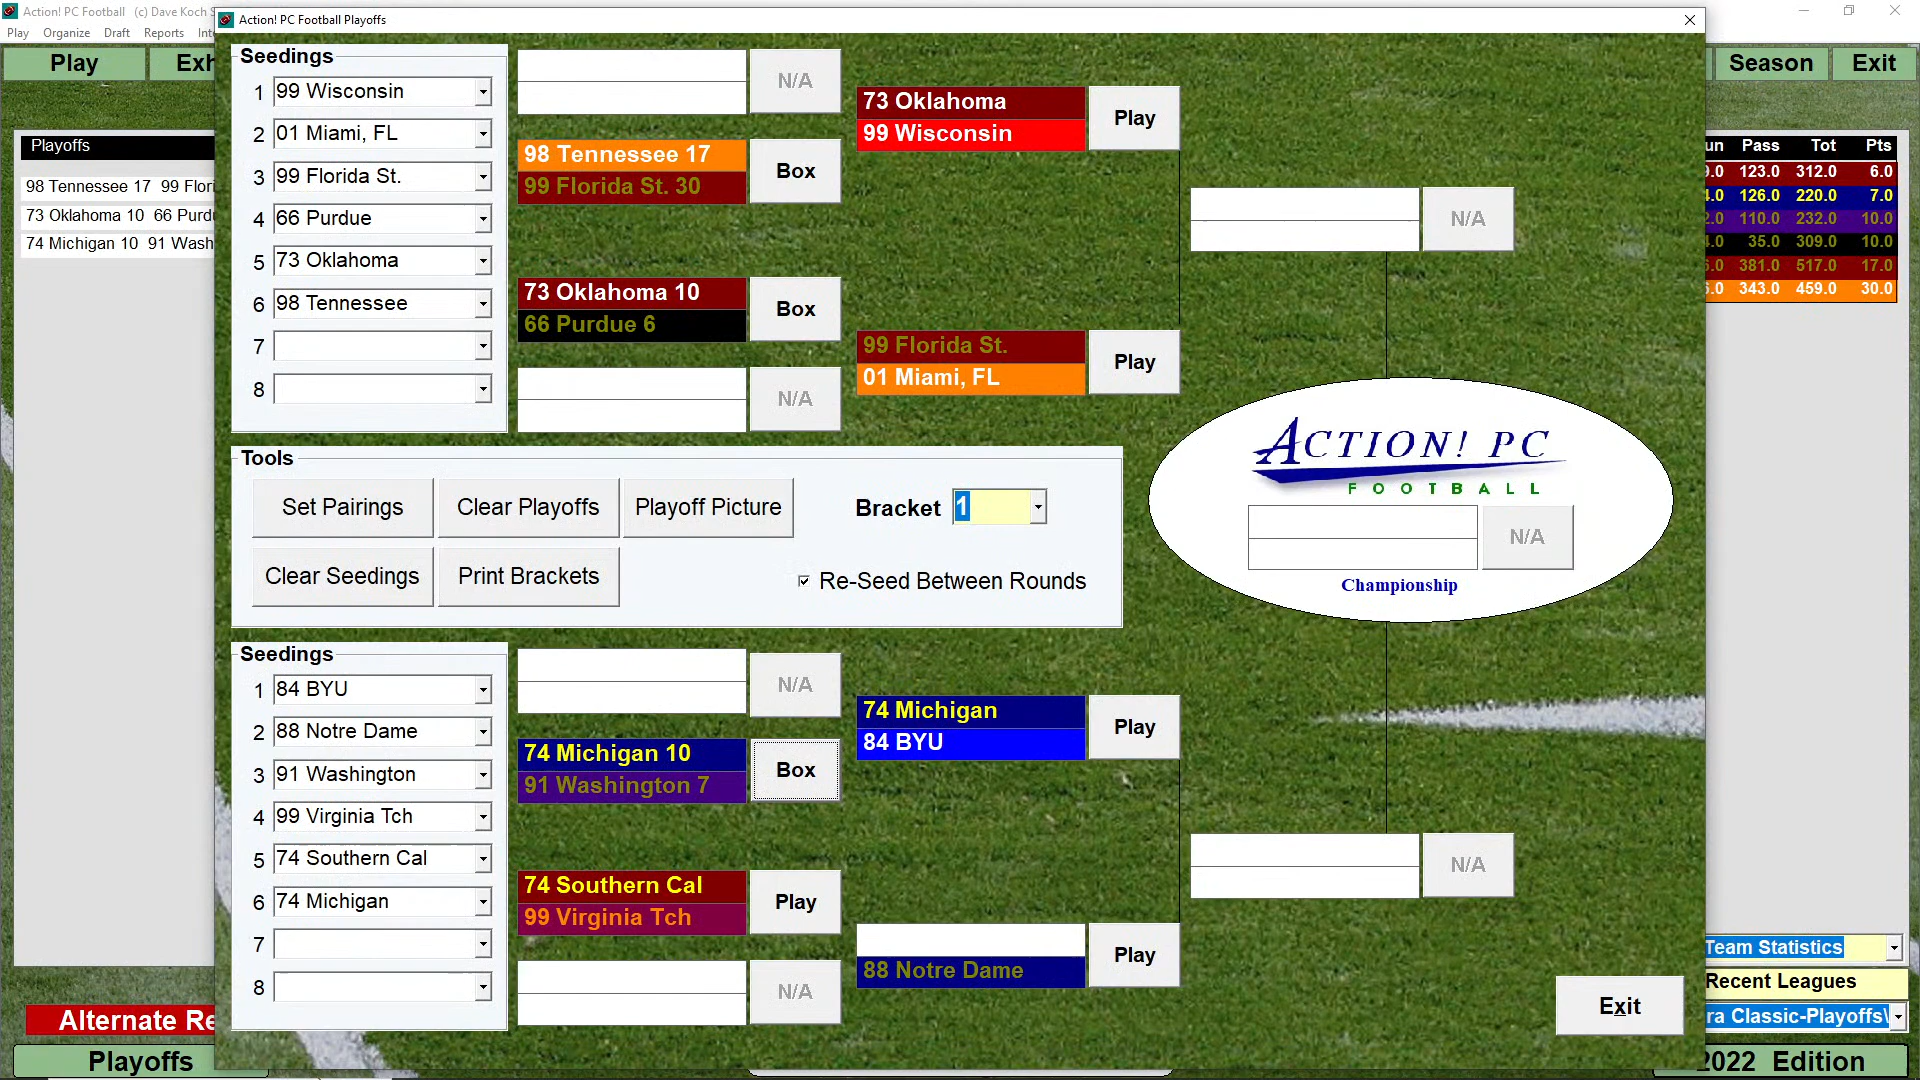 Action! PC Football (c) Dave Koch S
Action! PC Football Playoffs
Play Organize Draft Reports
Play
Season
Exit
Playoffs
98 Tennessee 17 99 Flori
73 Oklahoma 10 66 Purdu
74 Michigan 10 91 Wash
Seedings
1 99 Wisconsin
2 01 Miami, FL
3 99 Florida St.
4 66 Purdue
5 73 Oklahoma
6 98 Tennessee
7
8
N/A
98 Tennessee 17
99 Florida St. 30
Box
73 Oklahoma 10
66 Purdue 6
Box
N/A
73 Oklahoma
99 Wisconsin
Play
99 Florida St.
01 Miami, FL
Play
N/A
un Pass Tot Pts
.0 123.0 312.0 6.0
.0 126.0 220.0 7.0
.0 110.0 232.0 10.0
.0 35.0 309.0 10.0
.0 381.0 517.0 17.0
.0 343.0 459.0 30.0
Tools
Set Pairings
Clear Playoffs
Playoff Picture
Bracket 1
Clear Seedings
Print Brackets
Re-Seed Between Rounds
ACTION! PC
FOOTBALL
N/A
Championship
Seedings
1 84 BYU
2 88 Notre Dame
3 91 Washington
4 99 Virginia Tch
5 74 Southern Cal
6 74 Michigan
7
8
N/A
74 Michigan 10
91 Washington 7
Box
74 Southern Cal
99 Virginia Tch
Play
N/A
74 Michigan
84 BYU
Play
88 Notre Dame
Play
N/A
Exit
Team Statistics
Recent Leagues
ra Classic-Playoffs\
Alternate Re
Playoffs
2022 Edition